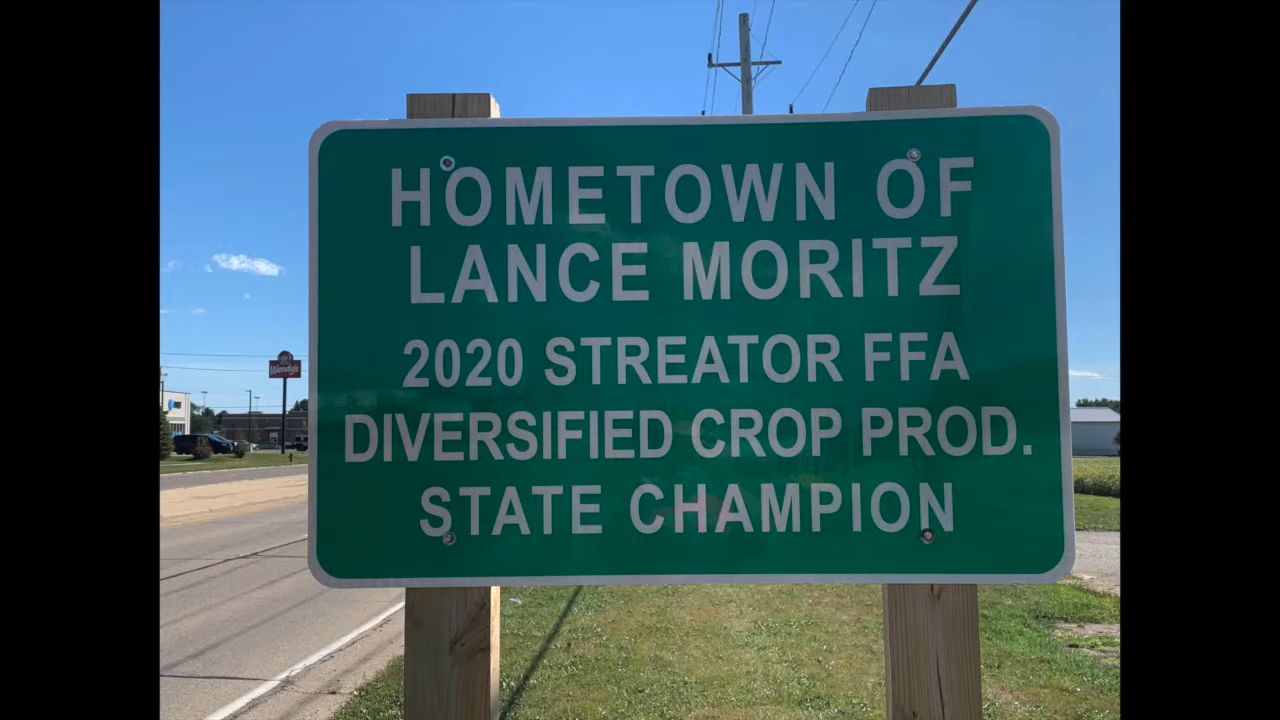 HOMETOWN OF
LANCE MORITZ
2020 STREATOR FFA
DIVERSIFIED CROP PROD.
STATE CHAMPION
Wendy's